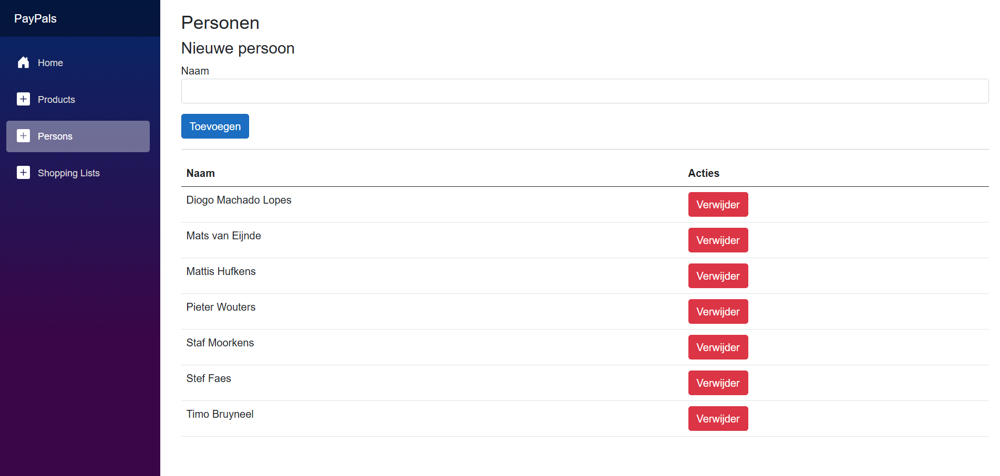 PayPals
Home
Products
Persons
Shopping Lists
Personen
Nieuwe persoon
Naam
Toevoegen
Naam Acties
Diogo Machado Lopes Verwijder
Mats van Eijnde Verwijder
Mattis Hufkens Verwijder
Pieter Wouters Verwijder
Staf Moorkens Verwijder
Stef Faes Verwijder
Timo Bruyneel Verwijder